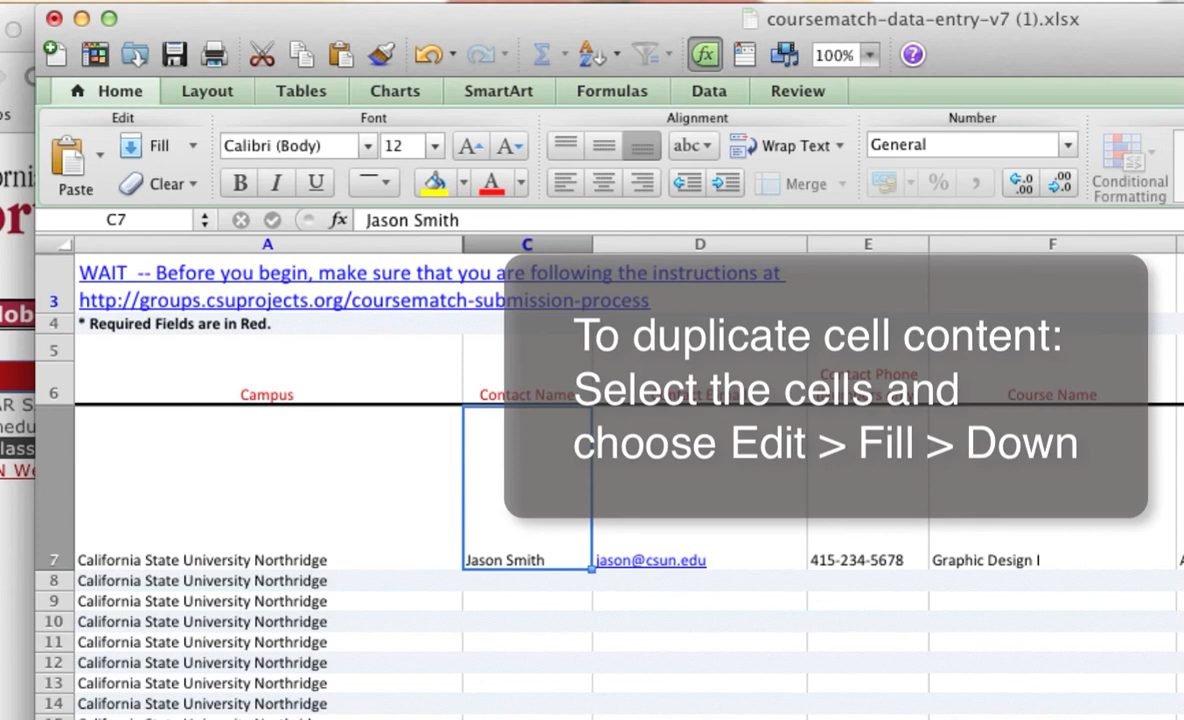 coursematch-data-entry-v7 (1).xlsx
100%
Home Layout Tables Charts SmartArt Formulas Data Review
Edit Font Alignment Number
Fill Calibri (Body) 12 A A abc Wrap Text General
Paste Clear B I U A Merge % Conditional
Formatting
C7 fx Jason Smith
A C D E F
WAIT -- Before you begin, make sure that you are following the instructions at
3 http://groups.csuprojects.org/coursematch-submission-process
4 * Required Fields are in Red.
To duplicate cell content:
Select the cells and
choose Edit > Fill > Down
5
Contact Phone
6 Campus Contact Name Course Name
7 California State University Northridge Jason Smith jason@csun.edu 415-234-5678 Graphic Design I
8 California State University Northridge
9 California State University Northridge
10 California State University Northridge
11 California State University Northridge
12 California State University Northridge
13 California State University Northridge
14 California State University Northridge